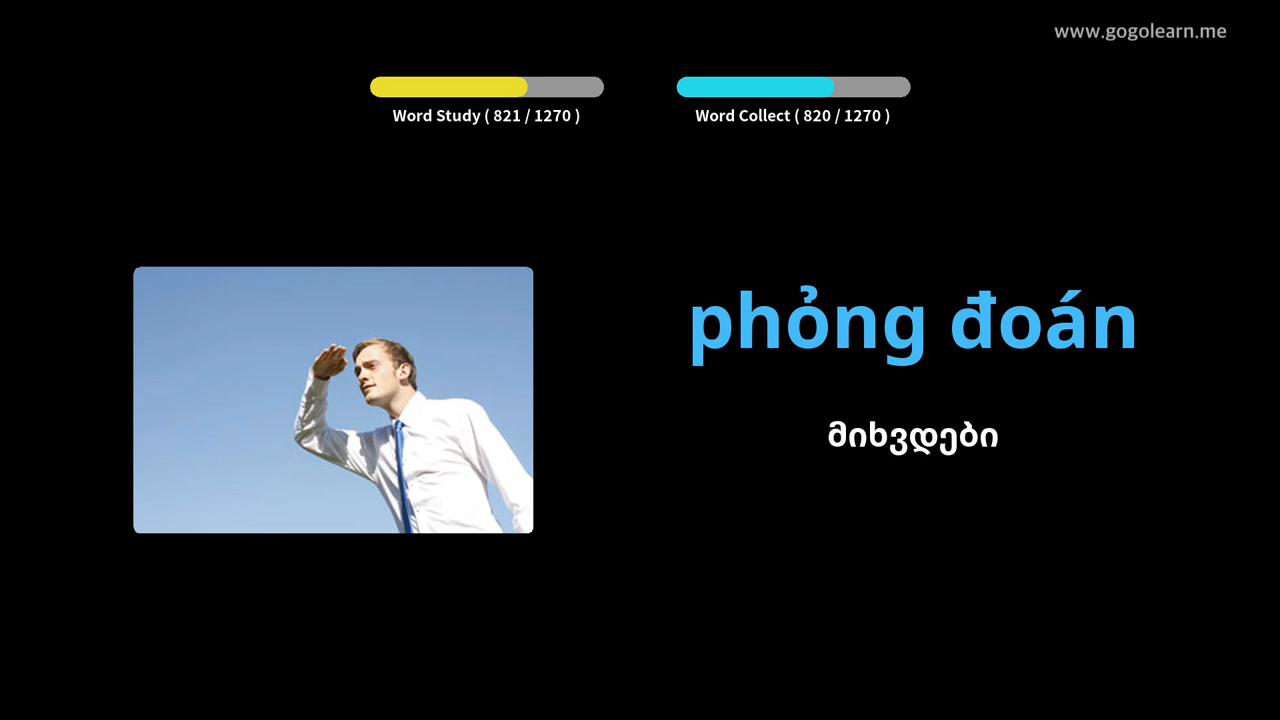 www.gogolearn.me
Word Study ( 821 / 1270 )
Word Collect ( 820 / 1270 )
phỏng đoán
მიხვდები